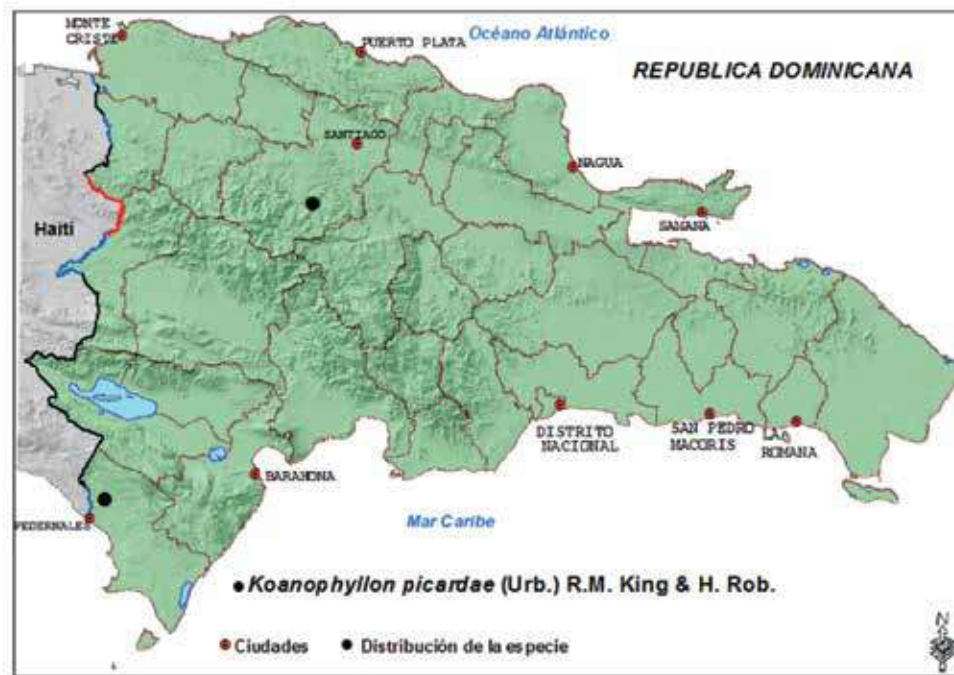 MONTE
CRISTI
PUERTO PLATA
Océano Atlántico
REPUBLICA DOMINICANA
SANTIAGO
NAGUA
SAMANA
Haití
DISTRITO
NACIONAL
SAN PEDRO
MACORIS
LA
ROMANA
BARAHONA
PEDERNALES
Mar Caribe
Koanophyllon picardae (Urb.) R.M. King & H. Rob.
Ciudades
Distribución de la especie
N